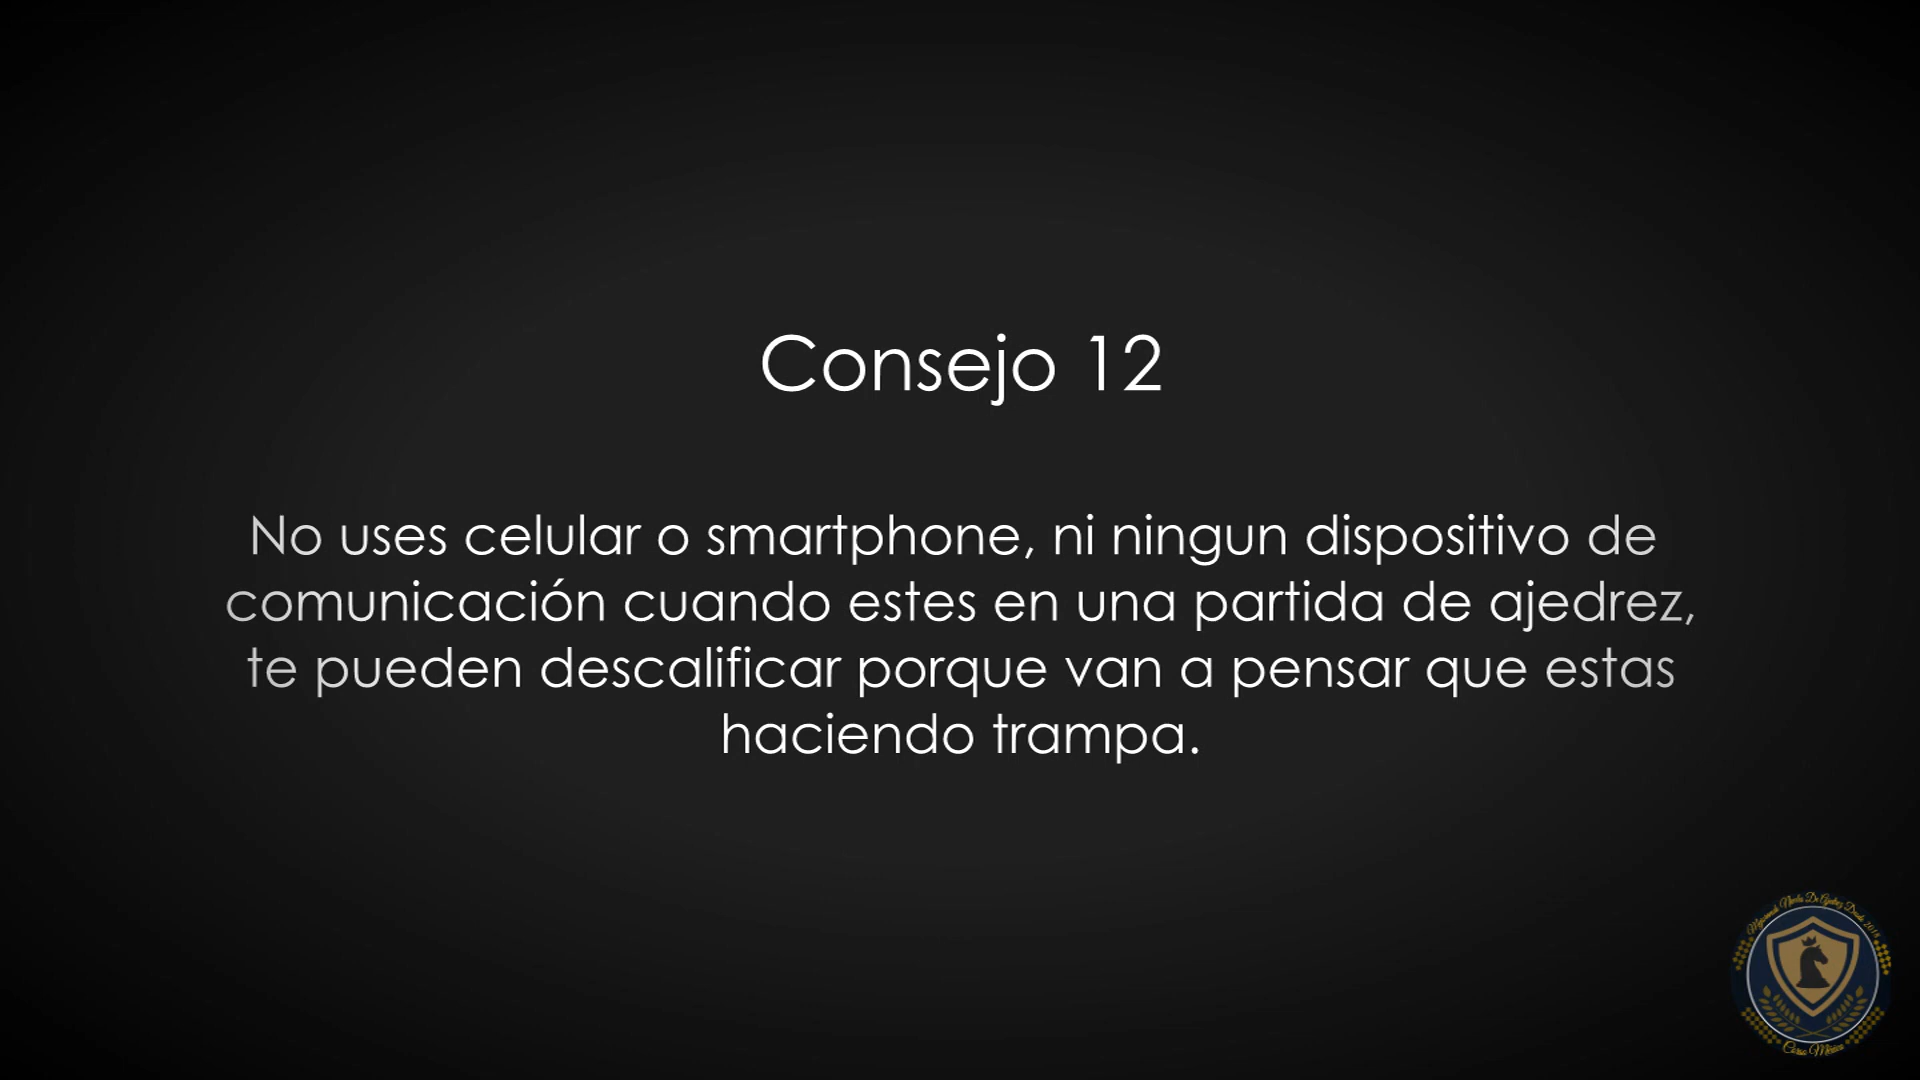 Consejo 12
No uses celular o smartphone, ni ningun dispositivo de
comunicación cuando estes en una partida de ajedrez,
te pueden descalificar porque van a pensar que estas
haciendo trampa.